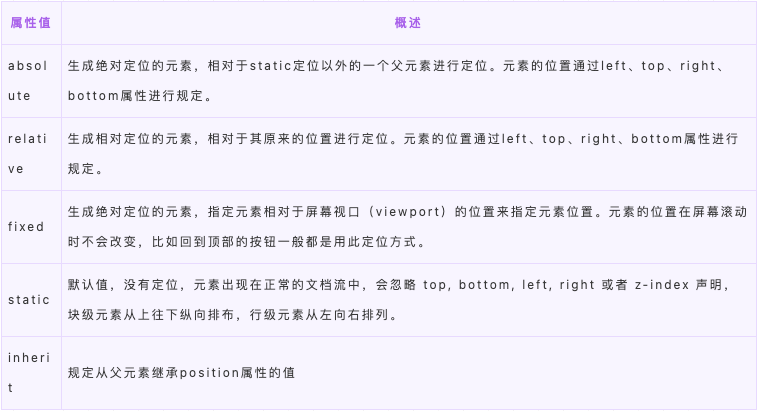 属性值 概述
absol
ute
生成绝对定位的元素，相对于static定位以外的一个父元素进行定位。元素的位置通过left、top、right、
bottom属性进行规定。
relati
ve
生成相对定位的元素，相对于其原来的位置进行定位。元素的位置通过left、top、right、bottom属性进行
规定。
fixed
生成绝对定位的元素，指定元素相对于屏幕视口（viewport）的位置来指定元素位置。元素的位置在屏幕滚动
时不会改变，比如回到顶部的按钮一般都是用此定位方式。
static
默认值，没有定位，元素出现在正常的文档流中，会忽略 top, bottom, left, right 或者 z-index 声明，
块级元素从上往下纵向排布，行级元素从左向右排列。
inheri
t
规定从父元素继承position属性的值